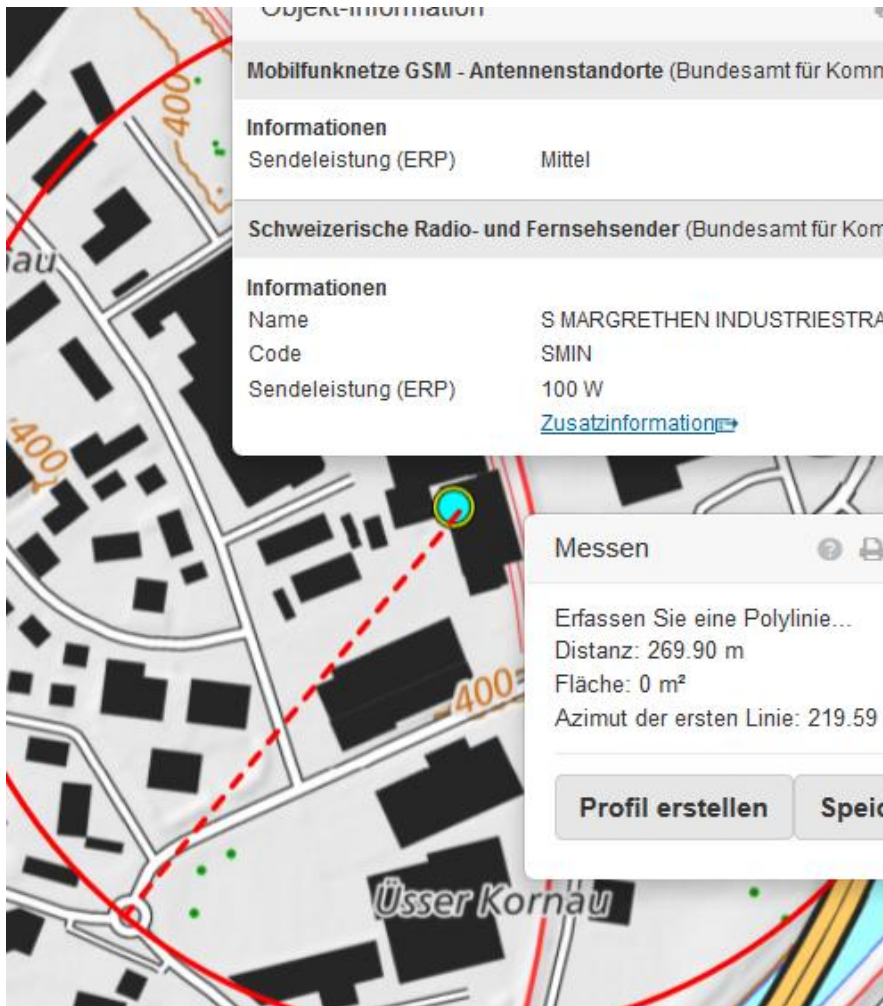 Objekt-Information
Mobilfunknetze GSM - Antennenstandorte (Bundesamt für Komm
Informationen
Sendeleistung (ERP) Mittel
Schweizerische Radio- und Fernsehsender (Bundesamt für Kom
Informationen
Name S MARGRETHEN INDUSTRIESTRA
Code SMIN
Sendeleistung (ERP) 100 W
Zusatzinformation
400
au
400
Messen
Erfassen Sie eine Polylinie...
Distanz: 269.90 m
Fläche: 0 m²
Azimut der ersten Linie: 219.59
400
Profil erstellen Speic
Üsser Kornau